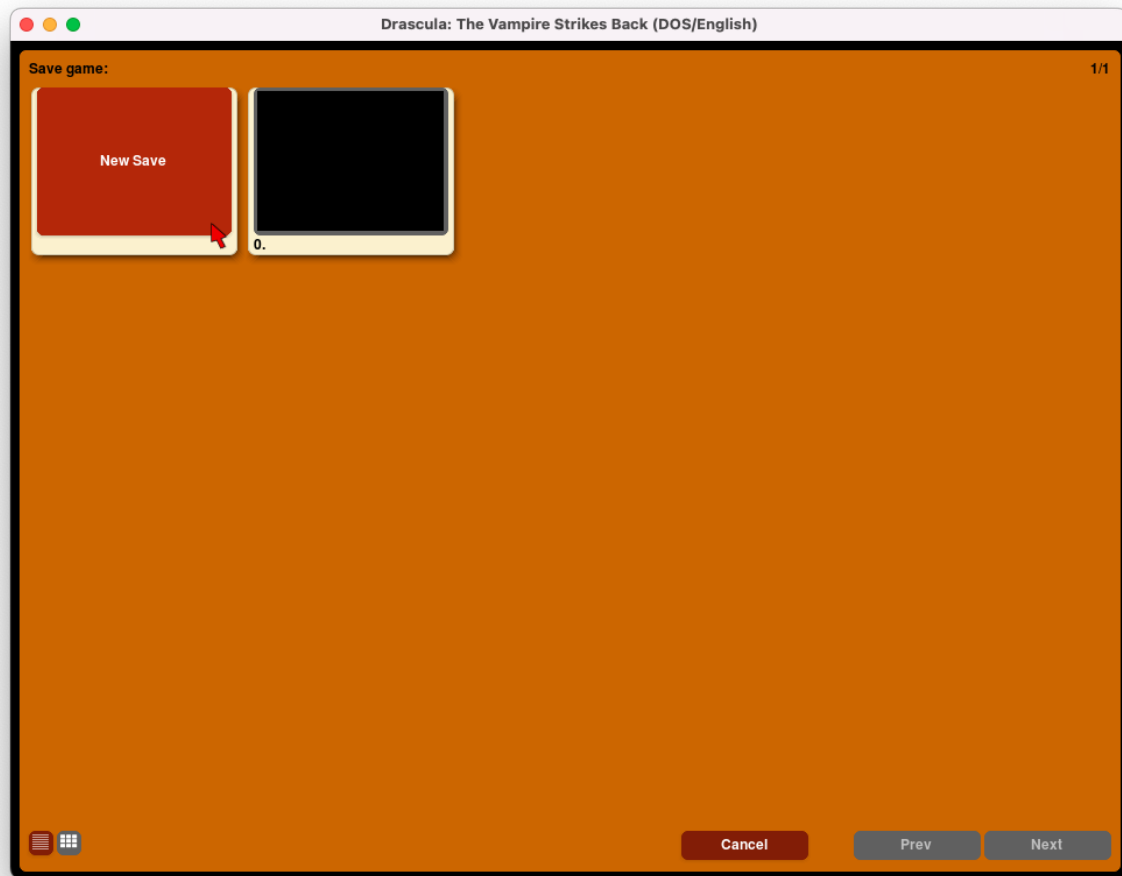 Drascula: The Vampire Strikes Back (DOS/English)
Save game:
1/1
New Save
0.
Cancel
Prev
Next